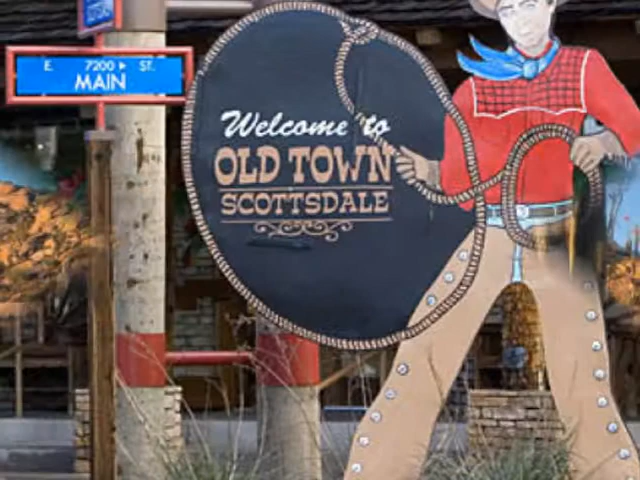 E. 7200 ▸ ST.
MAIN
Welcome to
OLD TOWN
SCOTTSDALE